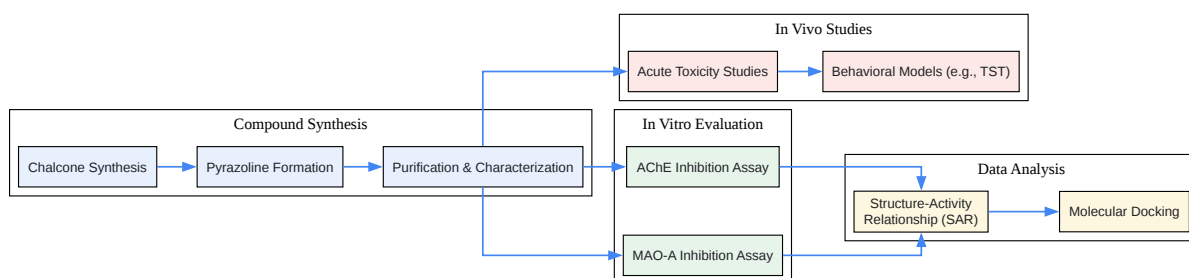 In Vivo Studies
Acute Toxicity Studies
Behavioral Models (e.g., TST)
Compound Synthesis
Chalcone Synthesis
Pyrazoline Formation
Purification & Characterization
In Vitro Evaluation
AChE Inhibition Assay
MAO-A Inhibition Assay
Data Analysis
Structure-Activity
Relationship (SAR)
Molecular Docking